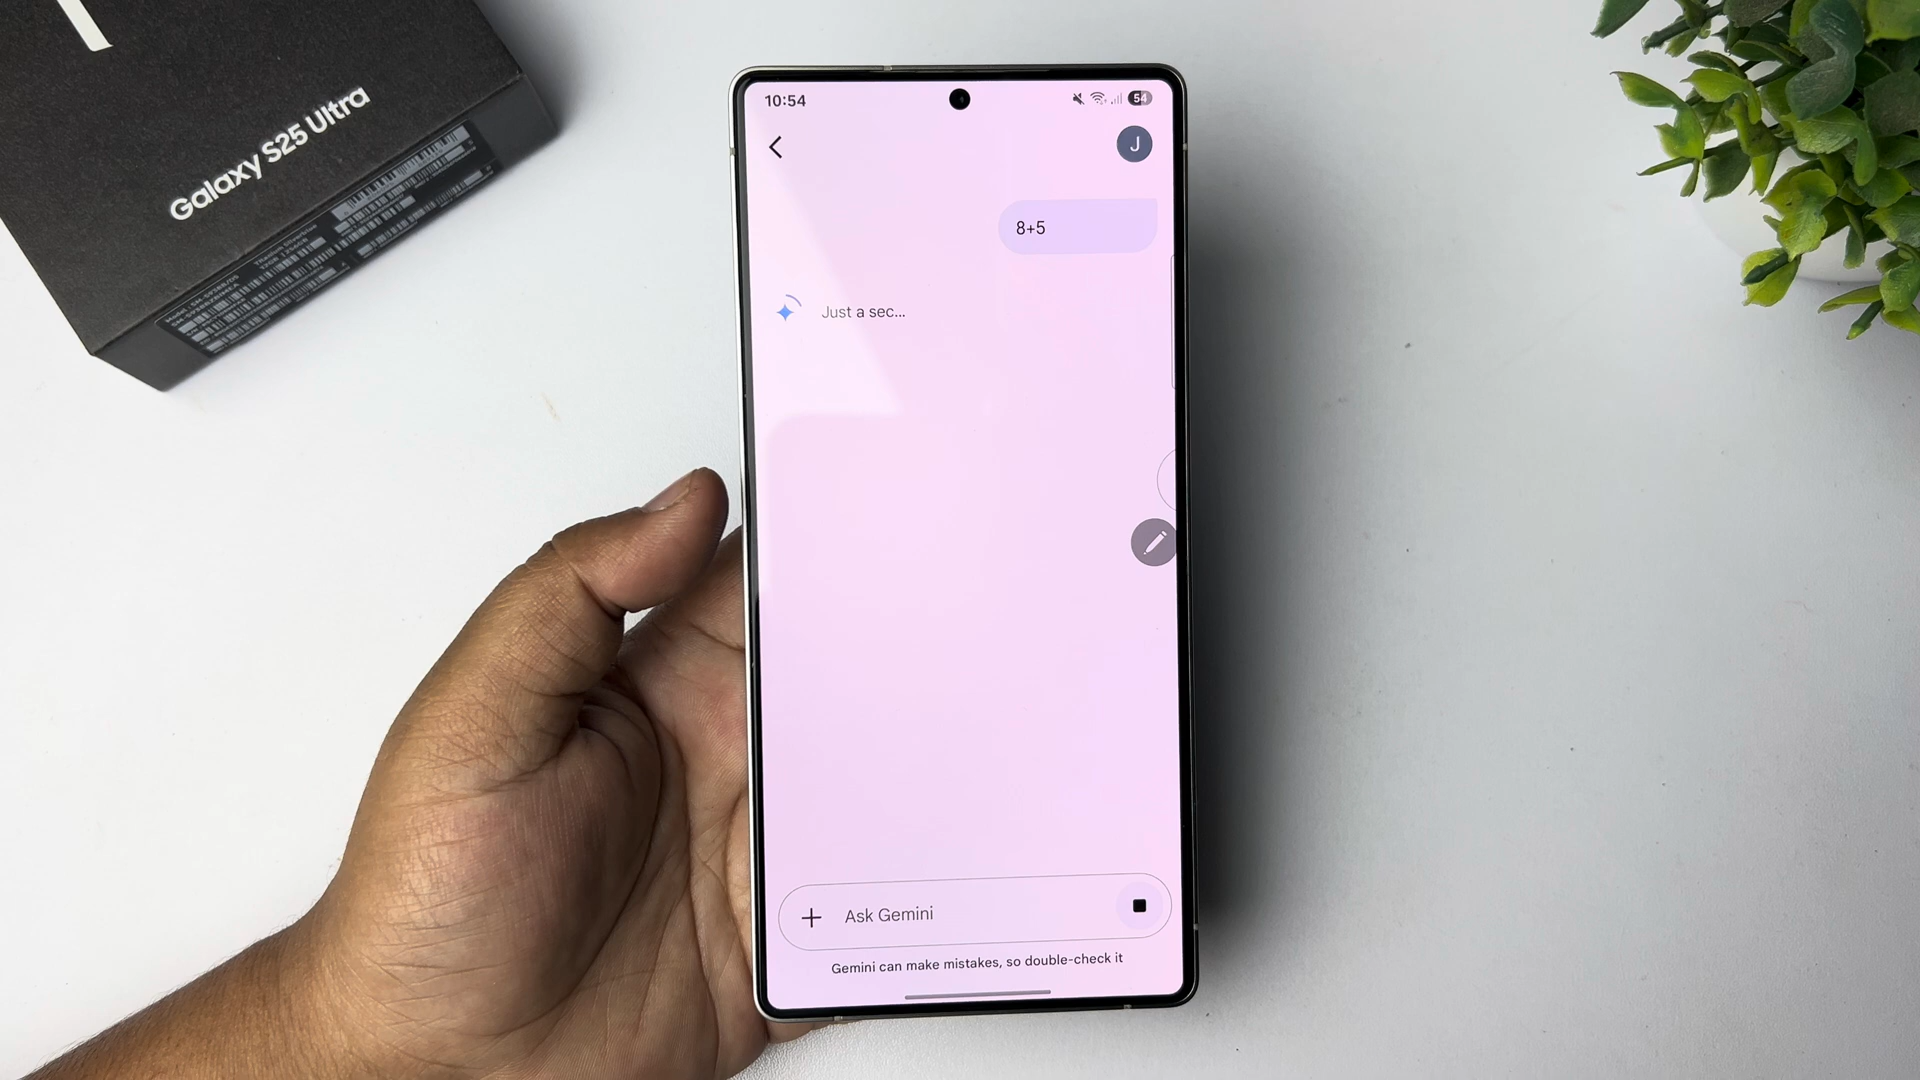 Galaxy S25 Ultra
10:54
54
J
8+5
Just a sec...
Ask Gemini
Gemini can make mistakes, so double-check it